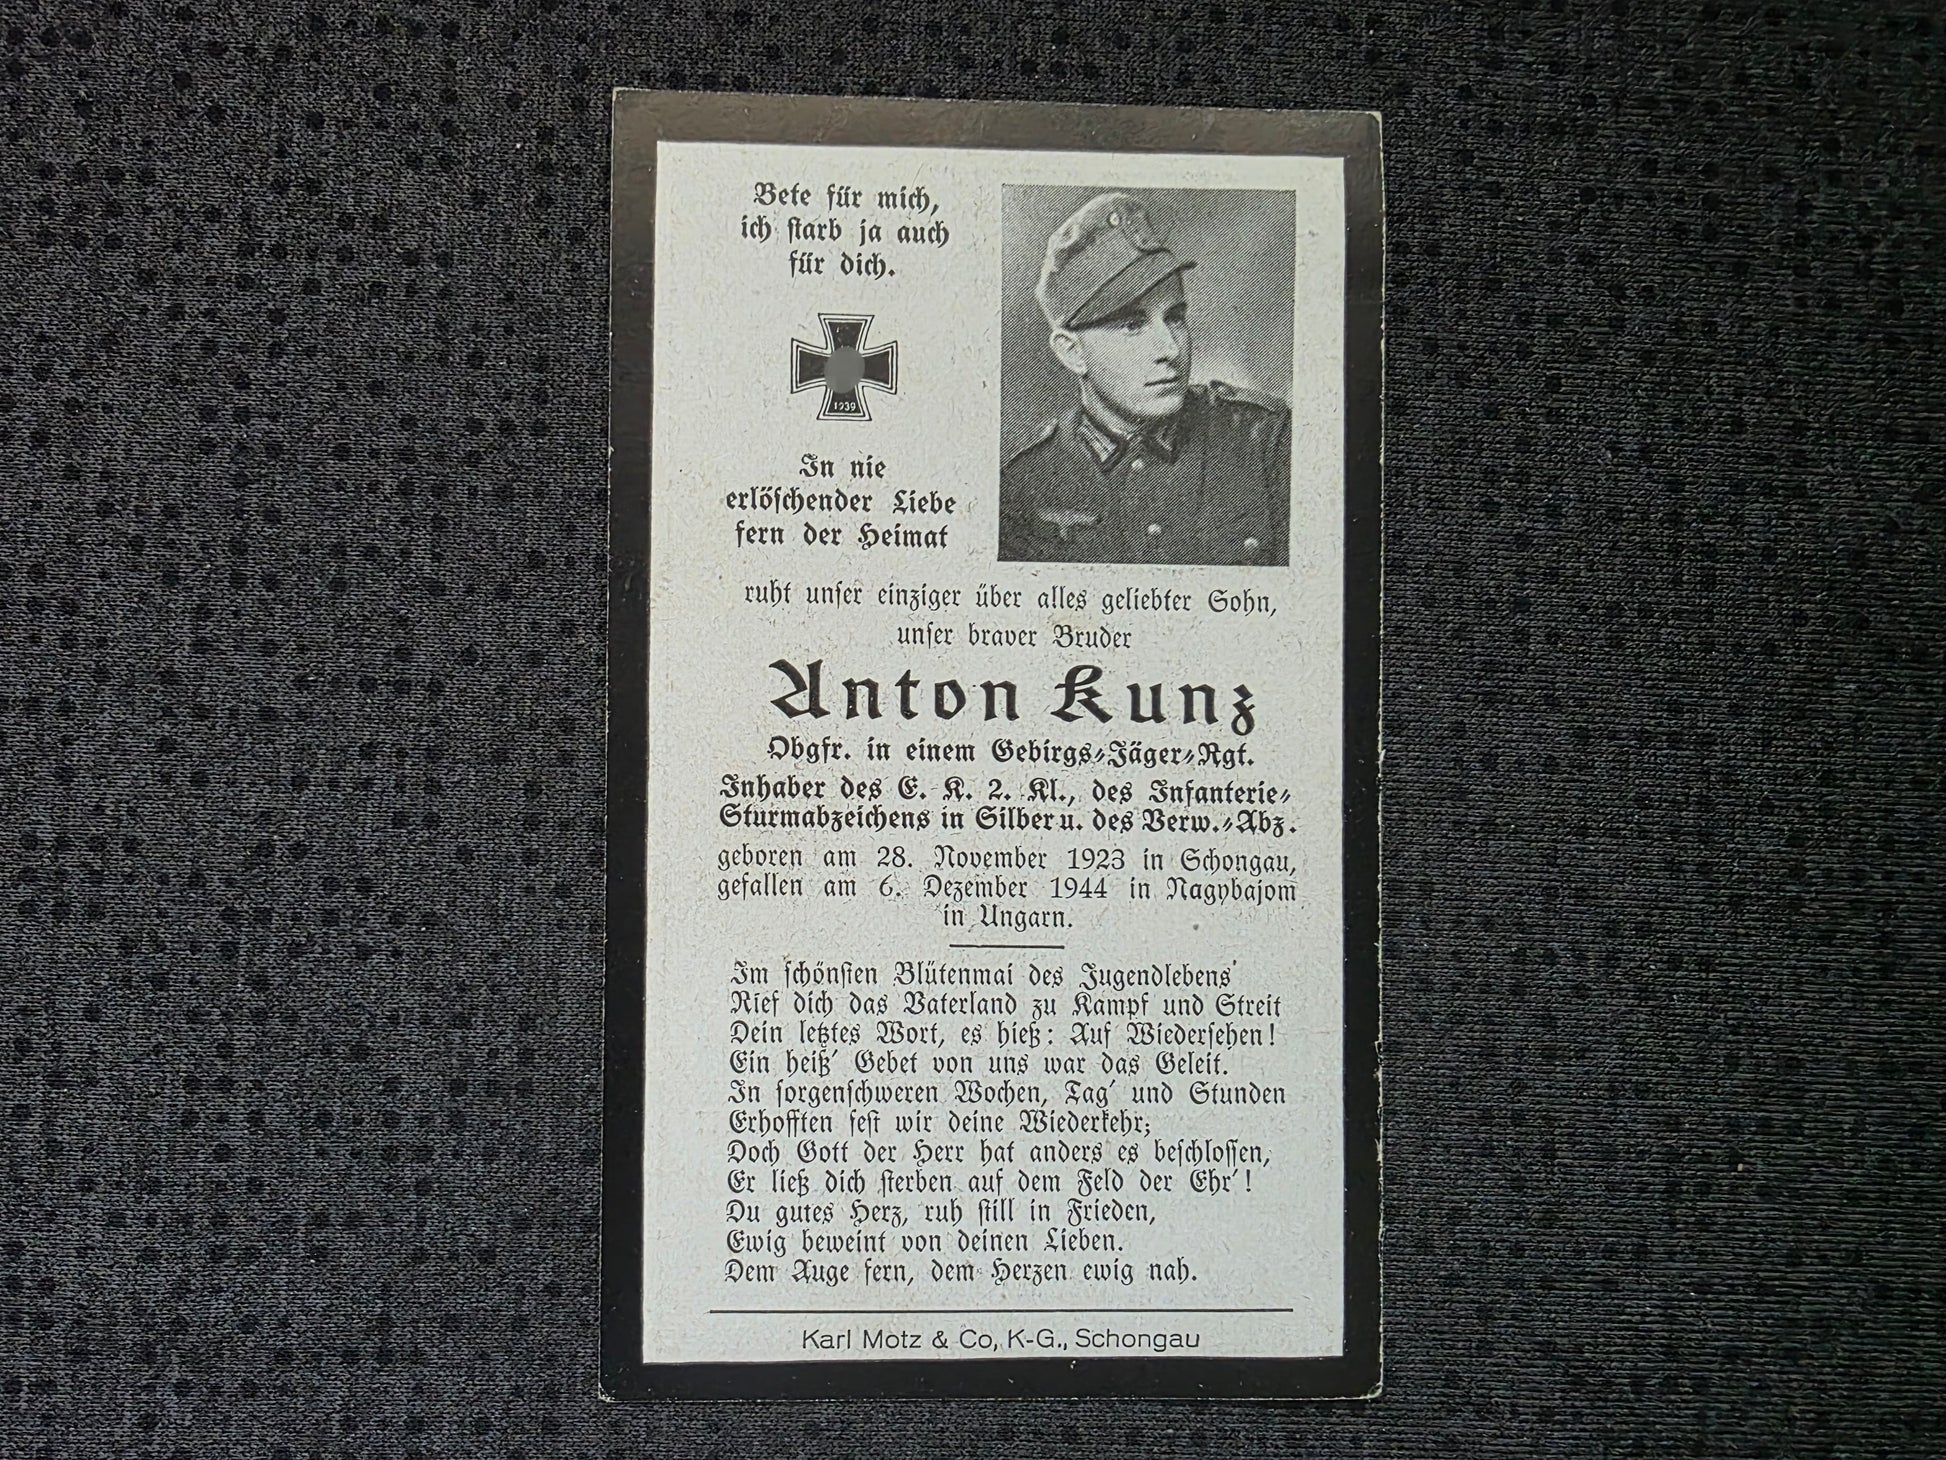 Bete für mich,
ich starb ja auch
für dich.
1939
In nie
erlöschender Liebe
fern der Heimat
ruht unser einziger über alles geliebter Sohn,
unser braver Bruder
Anton Kunz
Obgfr. in einem Gebirgs-Jäger-Rgt.
Inhaber des E. K. 2. Kl., des Infanterie-
Sturmabzeichens in Silber u. des Verw.-Abz.
geboren am 28. November 1923 in Schongau,
gefallen am 6. Dezember 1944 in Nagybajom
in Ungarn.
Im schönsten Blütenmai des Jugendlebens
Rief dich das Vaterland zu Kampf und Streit
Dein letztes Wort, es hieß: Auf Wiedersehen!
Ein heiß' Gebet von uns war das Geleit.
In sorgenschweren Wochen, Tag' und Stunden
Erhofften fest wir deine Wiederkehr;
Doch Gott der Herr hat anders es beschlossen,
Er ließ dich sterben auf dem Feld der Ehr'!
Du gutes Herz, ruh still in Frieden,
Ewig beweint von deinen Lieben.
Dem Auge fern, dem Herzen ewig nah.
Karl Motz & Co, K-G., Schongau